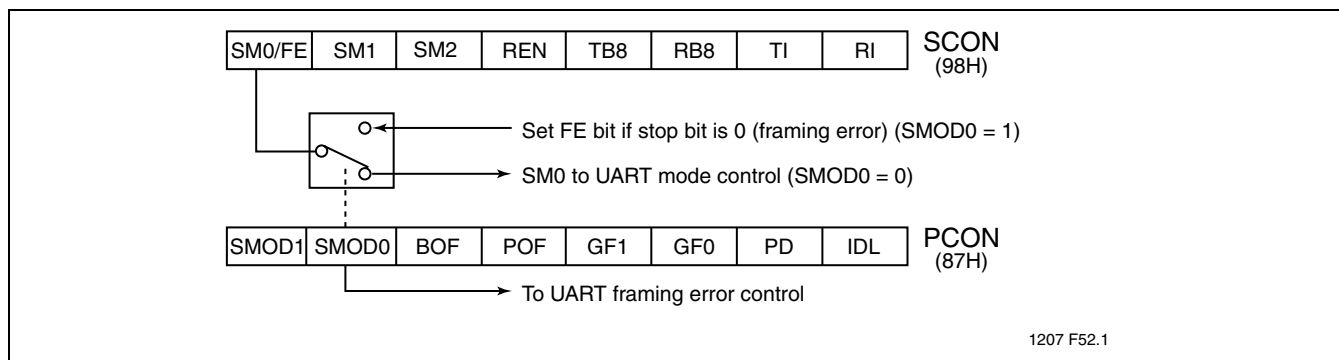 SM0/FE SM1 SM2 REN TB8 RB8 TI RI SCON
(98H)
Set FE bit if stop bit is 0 (framing error) (SMOD0 = 1)
SM0 to UART mode control (SMOD0 = 0)
SMOD1 SMOD0 BOF POF GF1 GF0 PD IDL PCON
(87H)
To UART framing error control
1207 F52.1